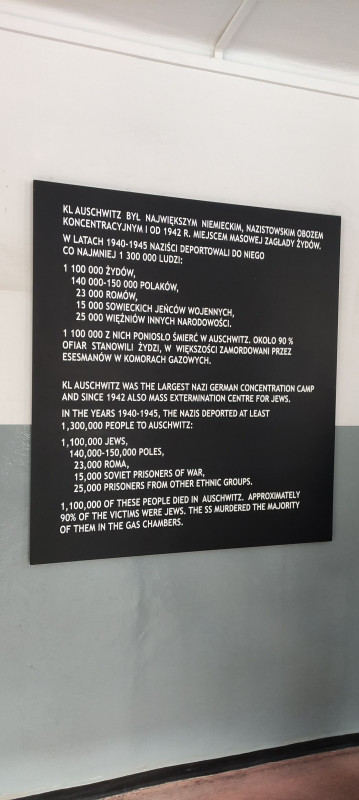 KL AUSCHWITZ BYŁ NAJWIĘKSZYM NIEMIECKIM, NAZISTOWSKIM OBOZEM
KONCENTRACYJNYM I OD 1942 R. MIEJSCEM MASOWEJ ZAGŁADY ŻYDÓW.
W LATACH 1940-1945 NAZIŚCI DEPORTOWALI DO NIEGO
CO NAJMNIEJ 1 300 000 LUDZI:
1 100 000 ŻYDÓW,
140 000-150 000 POLAKÓW,
23 000 ROMÓW,
15 000 SOWIECKICH JEŃCÓW WOJENNYCH,
25 000 WIĘŹNIÓW INNYCH NARODOWOŚCI.
1 100 000 Z NICH PONIOSŁO ŚMIERĆ W AUSCHWITZ. OKOŁO 90 %
OFIAR STANOWILI ŻYDZI, W WIĘKSZOŚCI ZAMORDOWANI PRZEZ
ESESMANÓW W KOMORACH GAZOWYCH.
KL AUSCHWITZ WAS THE LARGEST NAZI GERMAN CONCENTRATION CAMP
AND SINCE 1942 ALSO MASS EXTERMINATION CENTRE FOR JEWS.
IN THE YEARS 1940-1945, THE NAZIS DEPORTED AT LEAST
1,300,000 PEOPLE TO AUSCHWITZ:
1,100,000 JEWS,
140,000-150,000 POLES,
23,000 ROMA,
15,000 SOVIET PRISONERS OF WAR,
25,000 PRISONERS FROM OTHER ETHNIC GROUPS.
1,100,000 OF THESE PEOPLE DIED IN AUSCHWITZ. APPROXIMATELY
90% OF THE VICTIMS WERE JEWS. THE SS MURDERED THE MAJORITY
OF THEM IN THE GAS CHAMBERS.